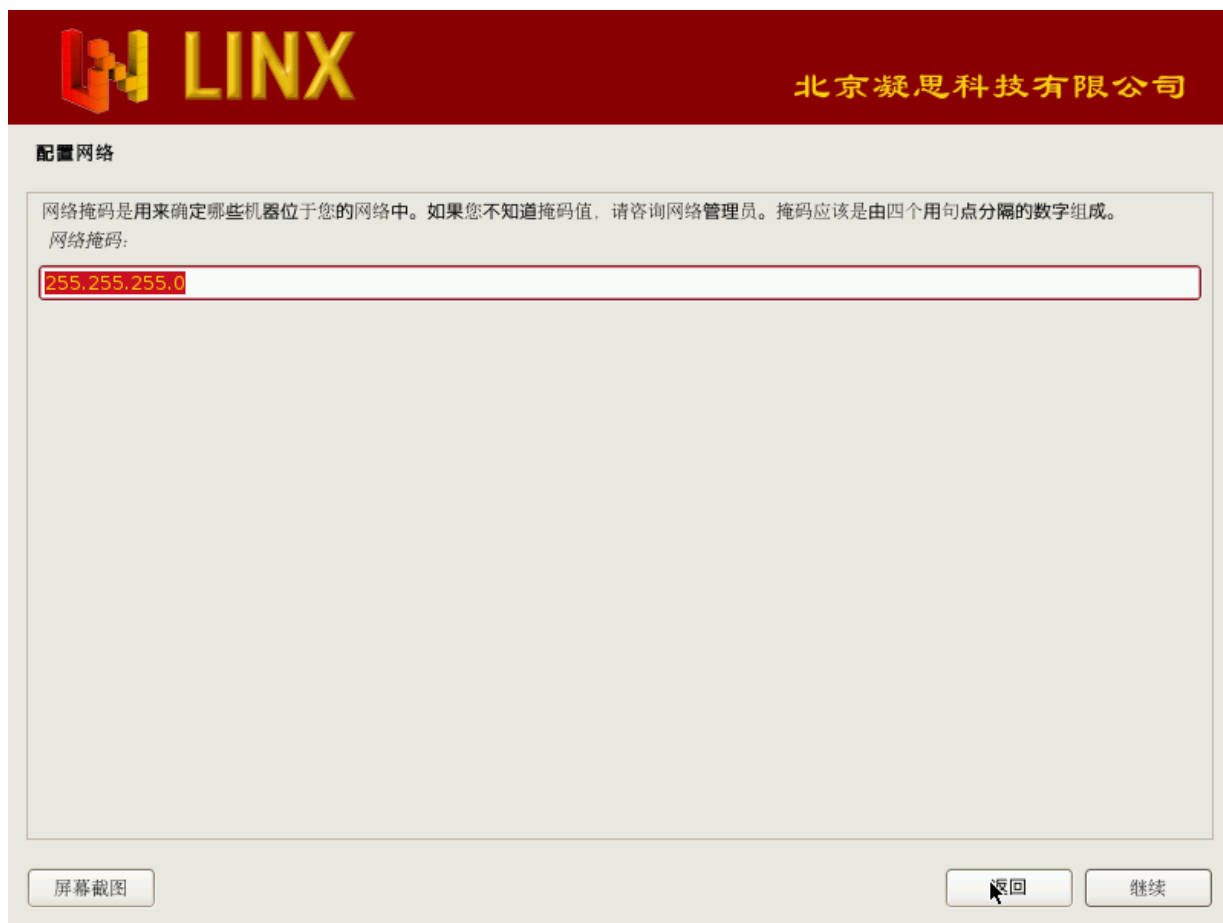 LINX
北京凝思科技有限公司
配置网络
网络掩码是用来确定哪些机器位于您的网络中。如果您不知道掩码值，请咨询网络管理员。掩码应该是由四个用句点分隔的数字组成。
网络掩码:
255.255.255.0
屏幕截图
返回
继续